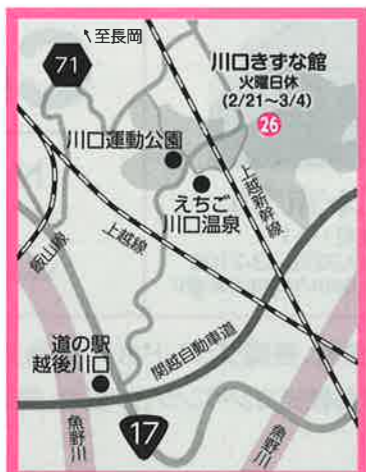 ↖至長岡
71
川口きずな館
火曜日休
(2/21~3/4)
26
川口運動公園
えちご
川口温泉
上越新幹線
飯山線
上越線
関越自動車道
道の駅
越後川口
魚野川
17
魚野川